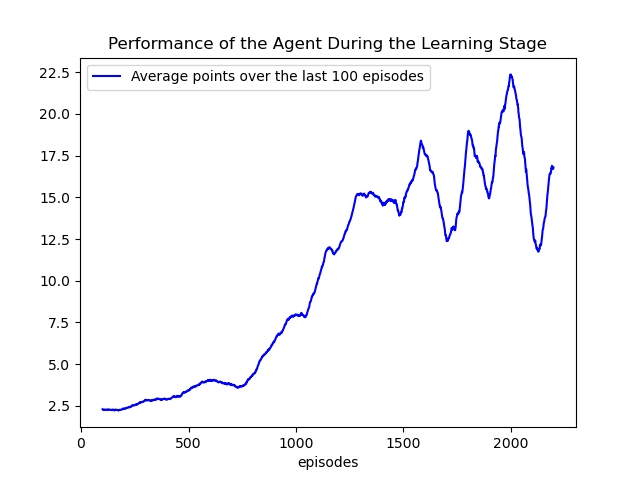 Performance of the Agent During the Learning Stage
Average points over the last 100 episodes
22.5
20.0
17.5
15.0
12.5
10.0
7.5
5.0
2.5
0 500 1000 1500 2000
episodes